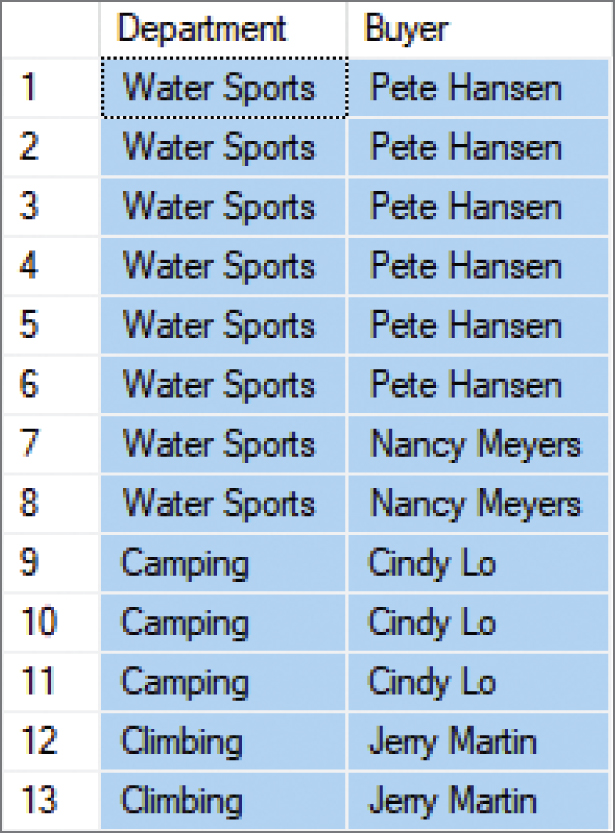 Department Buyer
1 Water Sports Pete Hansen
2 Water Sports Pete Hansen
3 Water Sports Pete Hansen
4 Water Sports Pete Hansen
5 Water Sports Pete Hansen
6 Water Sports Pete Hansen
7 Water Sports Nancy Meyers
8 Water Sports Nancy Meyers
9 Camping Cindy Lo
10 Camping Cindy Lo
11 Camping Cindy Lo
12 Climbing Jerry Martin
13 Climbing Jerry Martin